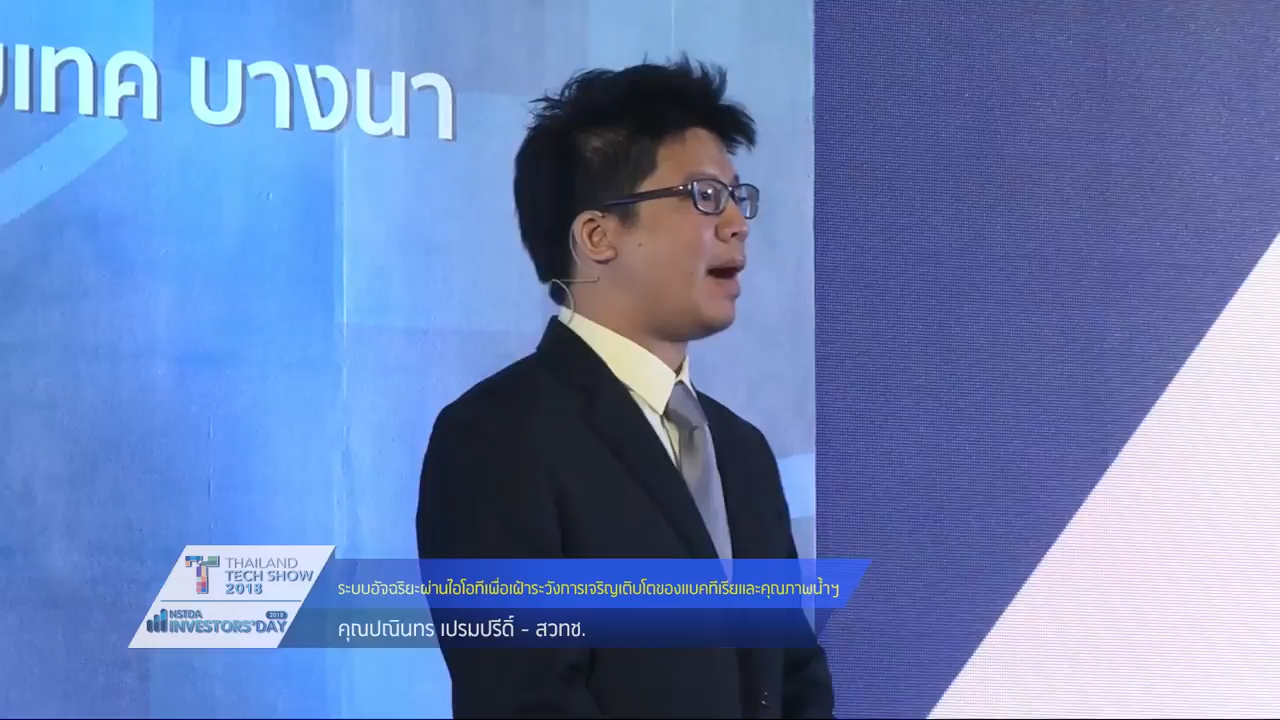 เทค บางนา
THAILAND
TECH SHOW
2018
ระบบอัจฉริยะผ่านไอโอทีเพื่อเฝ้าระวังการเจริญเติบโตของแบคทีเรียและคุณภาพน้ำฯ
NSTDA 2018
INVESTORS' DAY
คุณปณินทร เปรมปรีดิ์ - สวทช.